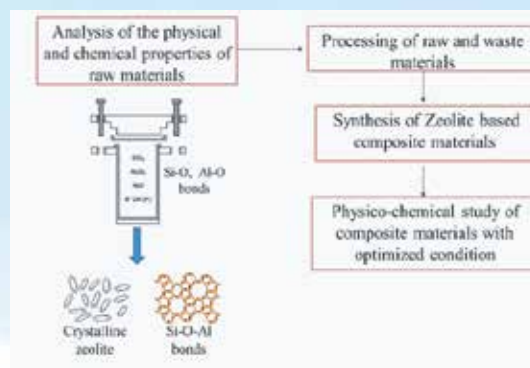 Analysis of the physical
and chemical properties of
raw materials
Processing of raw and waste
materials
Synthesis of Zeolite based
composite materials
Physico-chemical study of
composite materials with
optimized condition
Si-O, Al-O
bonds
Crystalline
zeolite
Si-O-Al
bonds